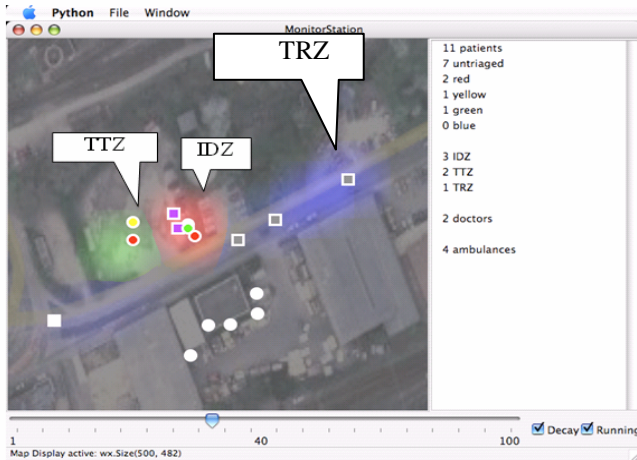 Python File Window
MonitorStation
TRZ
TTZ
IDZ
11 patients
7 untriaged
2 red
1 yellow
1 green
0 blue
3 IDZ
2 TTZ
1 TRZ
2 doctors
4 ambulances
1 40 100
Decay Running
Map Display active: wx.Size(500, 482)